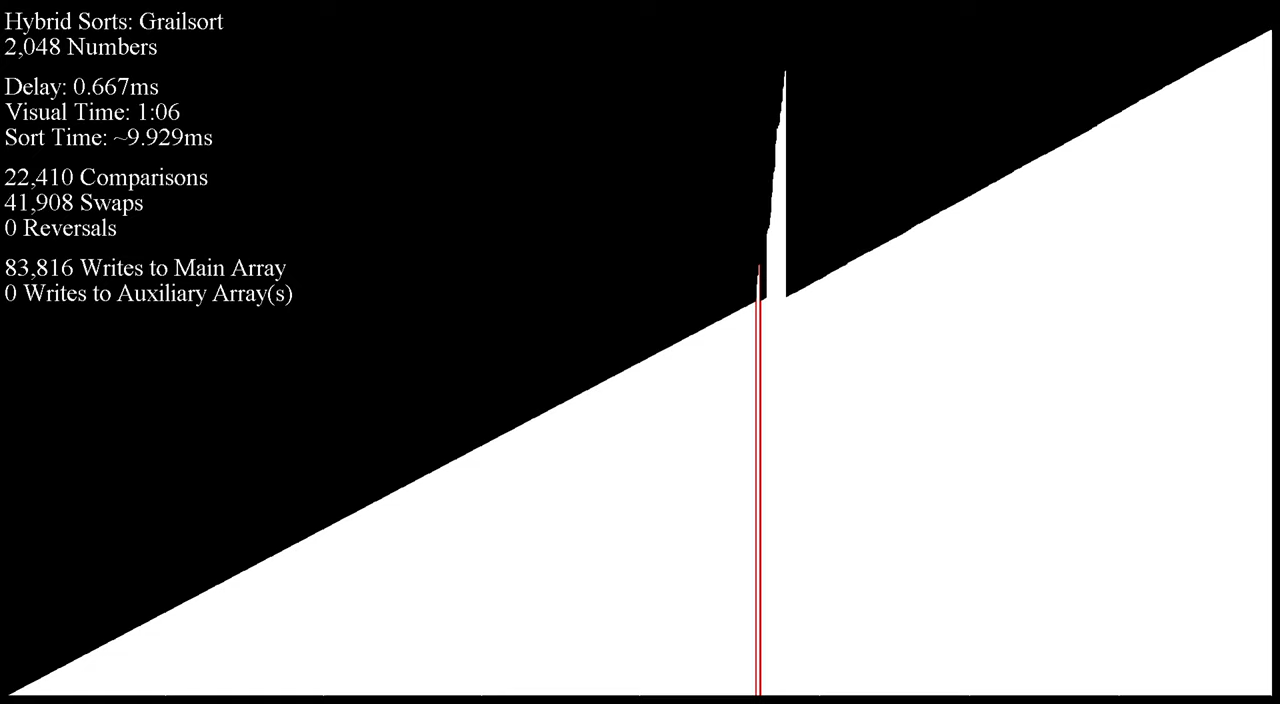 Hybrid Sorts: Grailsort
2,048 Numbers
Delay: 0.667ms
Visual Time: 1:06
Sort Time: ~9.929ms
22,410 Comparisons
41,908 Swaps
0 Reversals
83,816 Writes to Main Array
0 Writes to Auxiliary Array(s)